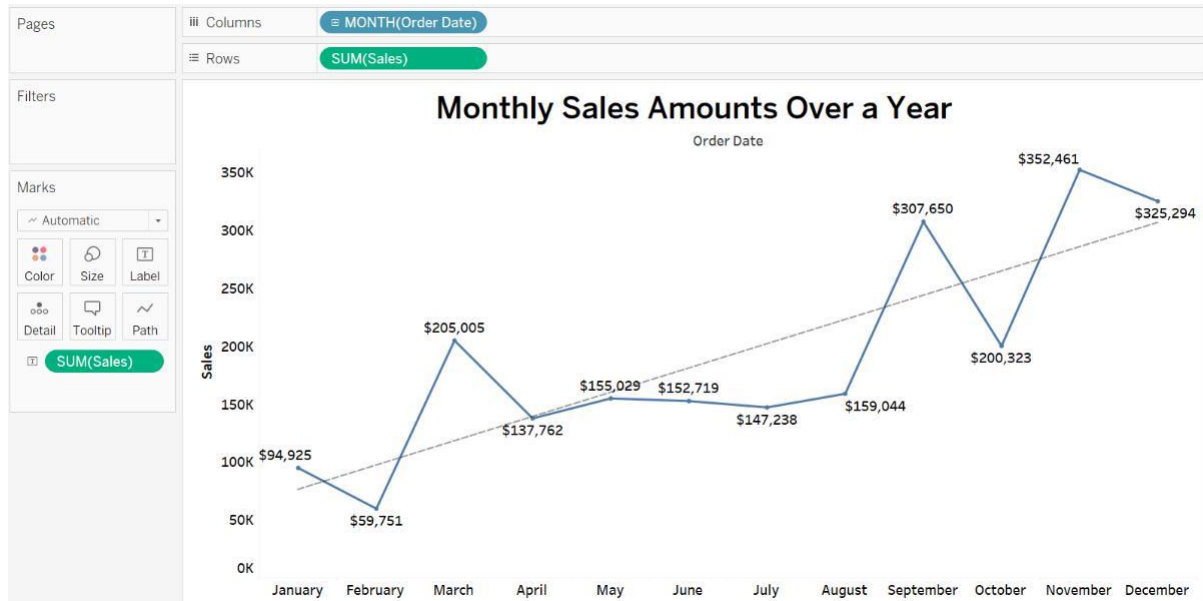 Pages
Columns
MONTH(Order Date)
Rows
SUM(Sales)
Filters
Marks
Automatic
Color
Size
Label
Detail
Tooltip
Path
SUM(Sales)
Monthly Sales Amounts Over a Year
Order Date
Sales
350K
300K
250K
200K
150K
100K
50K
0K
$94,925
$59,751
$205,005
$137,762
$155,029
$152,719
$147,238
$159,044
$307,650
$200,323
$352,461
$325,294
January February March April May June July August September October November December